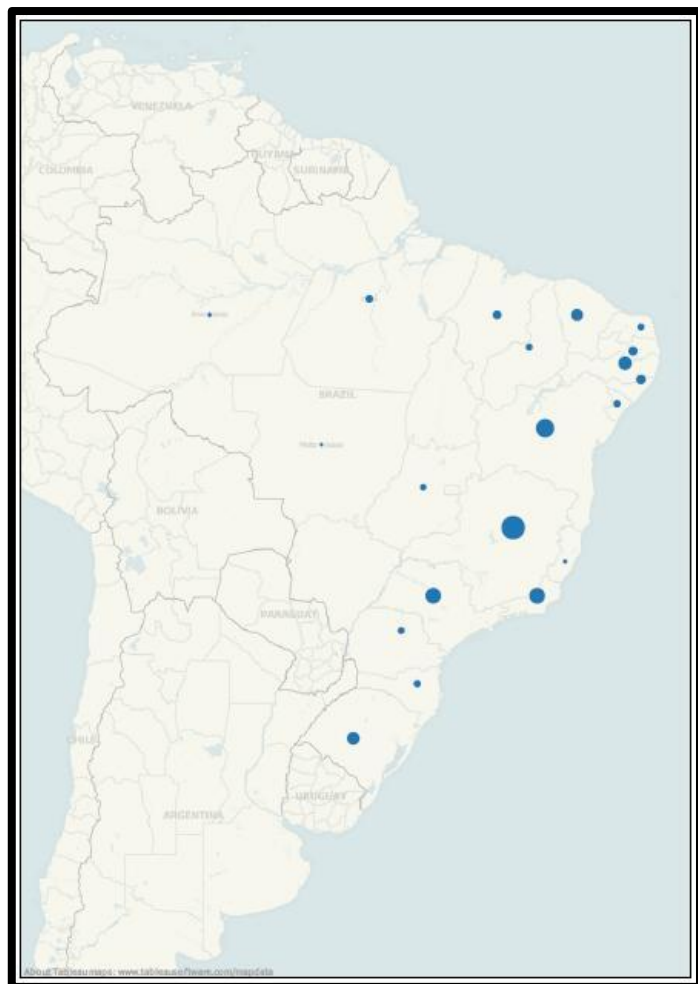 VENEZUELA
GUYANA
COLOMBIA
SURINAME
BRAZIL
BOLIVIA
PARAGUAY
CHILE
URUGUAY
ARGENTINA
About Tableau maps: www.tableausoftware.com/mapdata